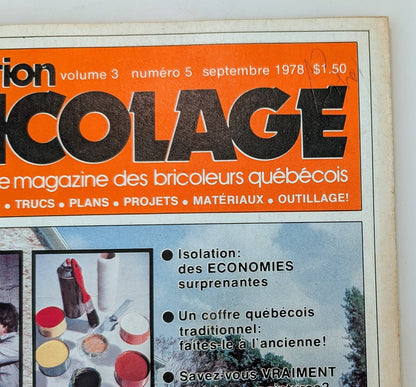 tion volume 3 numéro 5 septembre 1978 $1.50
ICOLAGE
e magazine des bricoleurs québécois
• TRUCS • PLANS • PROJETS • MATÉRIAUX • OUTILLAGE!
● Isolation:
des ECONOMIES
surprenantes
● Un coffre québécois
traditionnel:
faites-le à l'ancienne!
● Savez-vous VRAIMENT